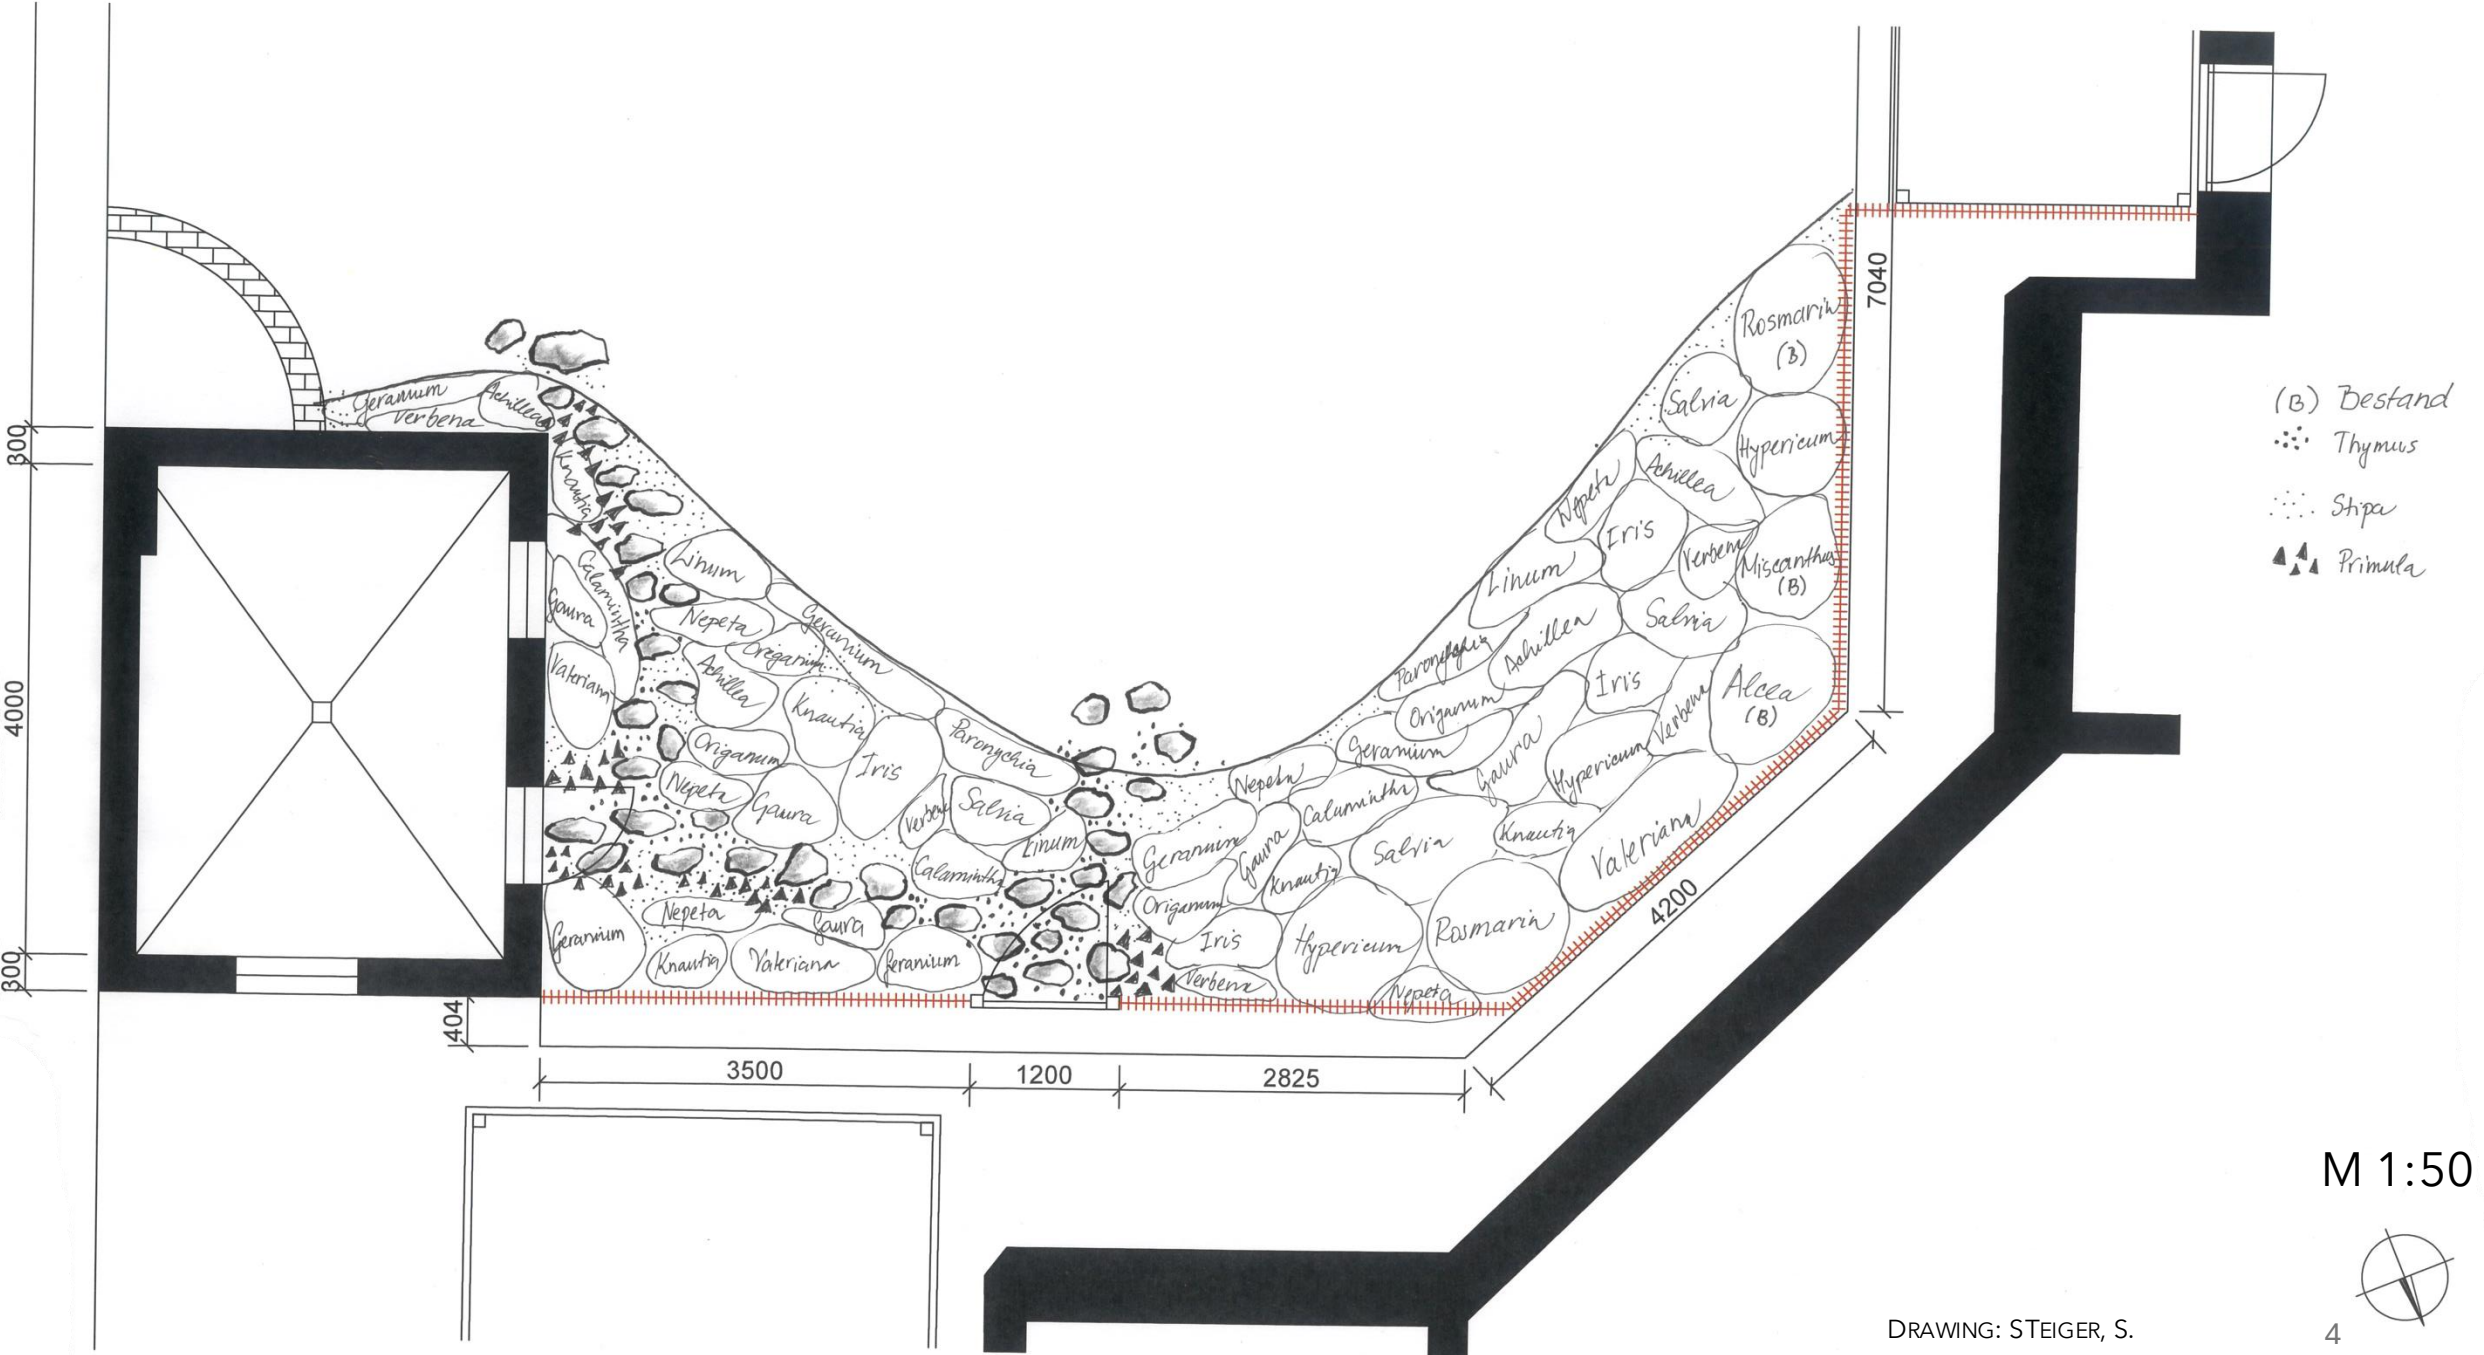 7040
Rosmarin
(B)
Geranium
Verbena
Achillea
(B) Bestand
Thymus
Stipa
Primula
300
Salvia
Hypericum
Knautia
Nepeta
Achillea
Iris
Verbena
Miscanthus
(B)
Linum
Linum
Calamintha
Gaura
Nepeta
Geranium
Origanum
Achillea
Salvia
Paronychia
Valeriana
Achillea
Knautia
Origanum
Iris
Verbena
Alcea
(B)
4000
Origanum
Paronychia
Geranium
Gaura
Hypericum
Nepeta
Iris
Nepeta
Calamintha
Gaura
Verbena
Salvia
Linum
Geranium
Gaura
Salvia
Knautia
Valeriana
Calamintha
Knautia
4200
Nepeta
Gaura
Origanum
Geranium
Iris
Hypericum
Rosmarin
Knautia
Valeriana
Geranium
Verbena
Nepeta
300
404
3500
1200
2825
M 1:50
DRAWING: STEIGER, S.
4